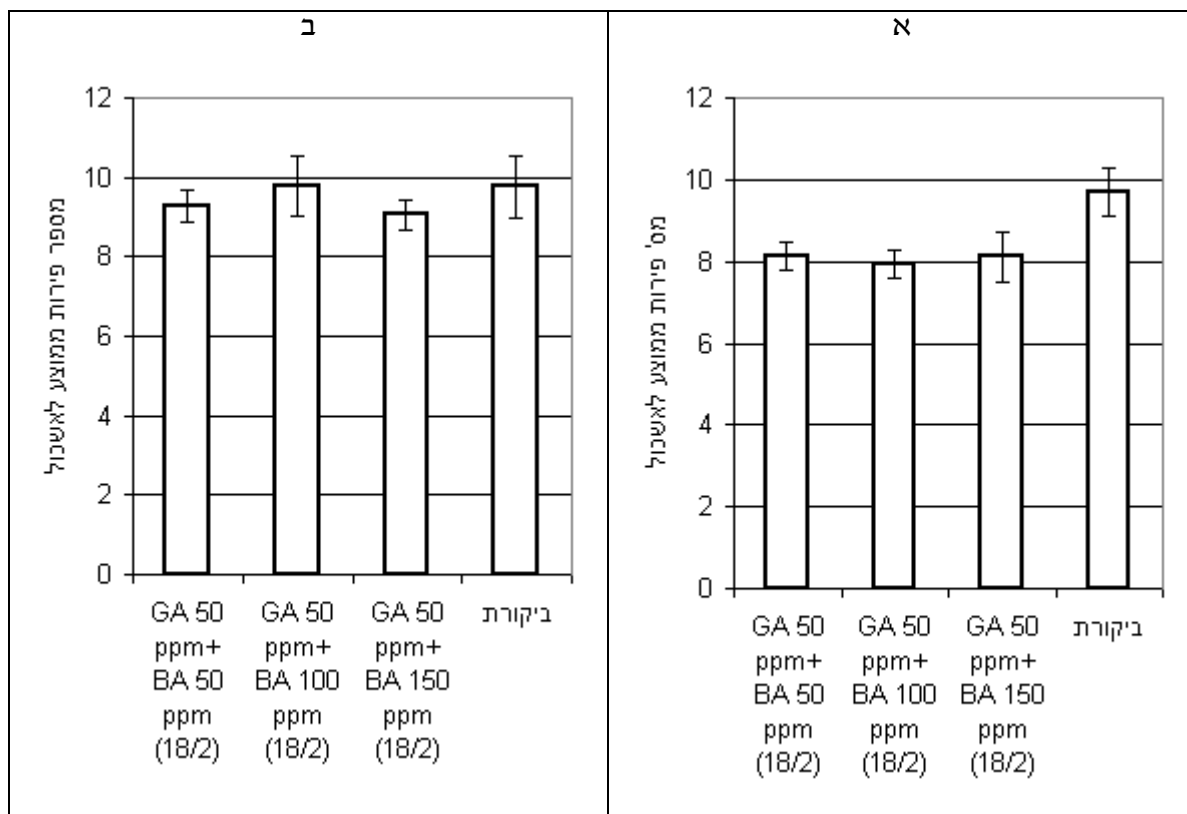 א
מס' פירות ממוצע לאשכול
12
10
8
6
4
2
0
GA 50
ppm+
BA 50
ppm
(18/2)
GA 50
ppm+
BA 100
ppm
(18/2)
GA 50
ppm+
BA 150
ppm
(18/2)
ביקורת
ב
מספר פירות ממוצע לאשכול
12
10
8
6
4
2
0
GA 50
ppm+
BA 50
ppm
(18/2)
GA 50
ppm+
BA 100
ppm
(18/2)
GA 50
ppm+
BA 150
ppm
(18/2)
ביקורת